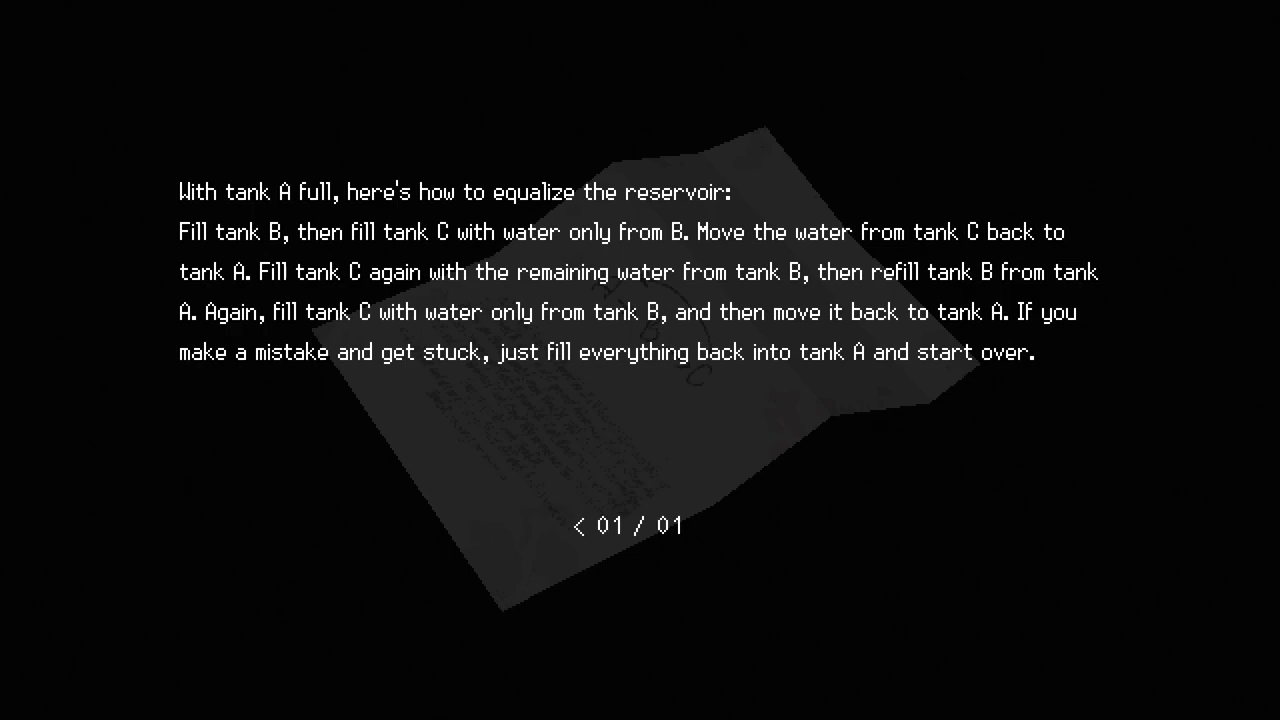 With tank A full, here's how to equalize the reservoir:
Fill tank B, then fill tank C with water only from B. Move the water from tank C back to
tank A. Fill tank C again with the remaining water from tank B, then refill tank B from tank
A. Again, fill tank C with water only from tank B, and then move it back to tank A. If you
make a mistake and get stuck, just fill everything back into tank A and start over.
C
< 01 / 01